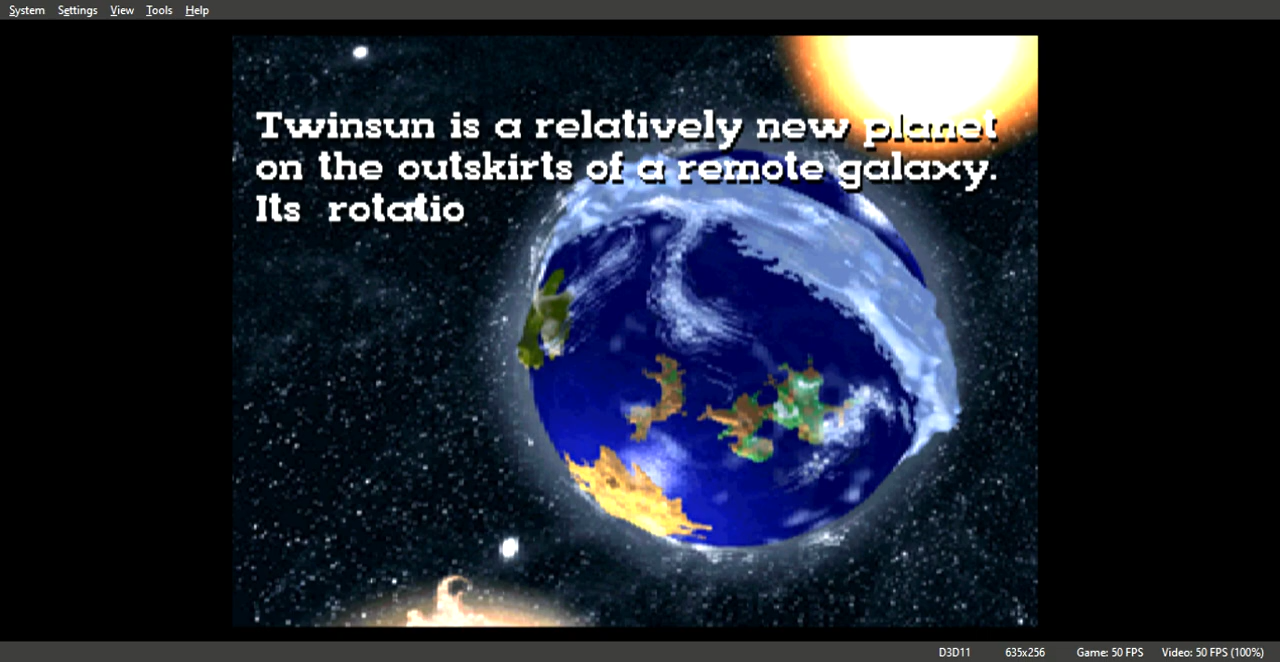 System Settings View Tools Help
Twinsun is a relatively new planet
on the outskirts of a remote galaxy.
Its rotatio
D3D11 635x256 Game: 50 FPS Video: 50 FPS (100%)